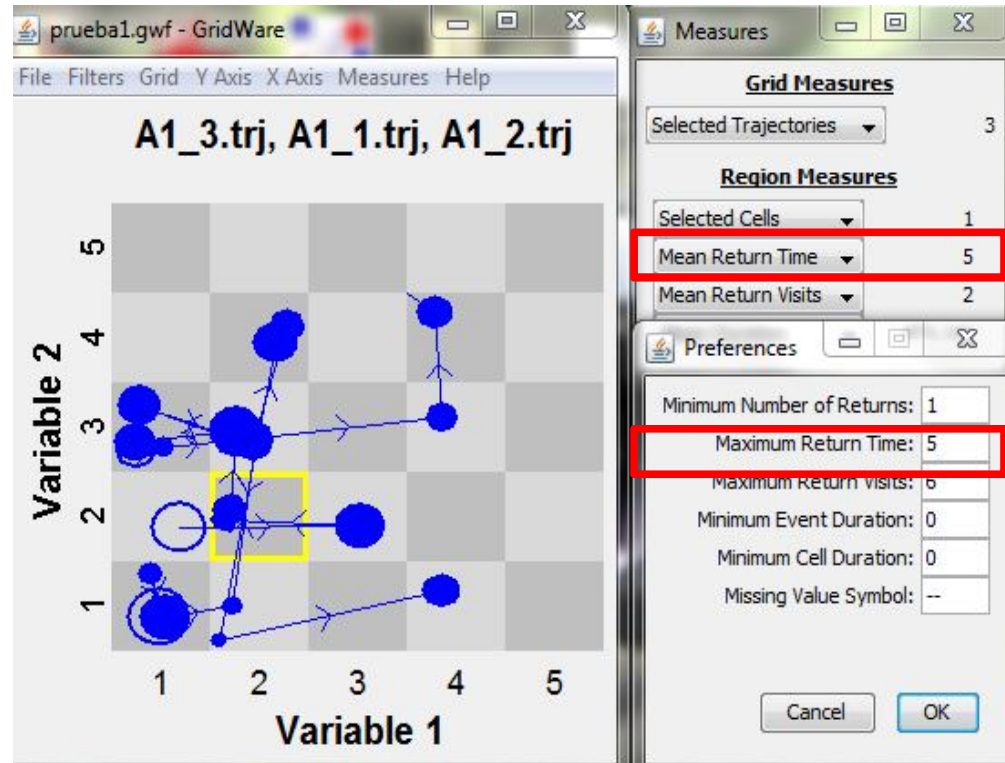 prueba1.gwf - GridWare
File Filters Grid Y Axis X Axis Measures Help
A1_3.trj, A1_1.trj, A1_2.trj
5
4
3
2
1
Variable 2
1 2 3 4 5
Variable 1
Measures
Grid Measures
Selected Trajectories 3
Region Measures
Selected Cells 1
Mean Return Time 5
Mean Return Visits 2
Preferences
Minimum Number of Returns: 1
Maximum Return Time: 5
Maximum Return Visits: 6
Minimum Event Duration: 0
Minimum Cell Duration: 0
Missing Value Symbol: --
Cancel OK